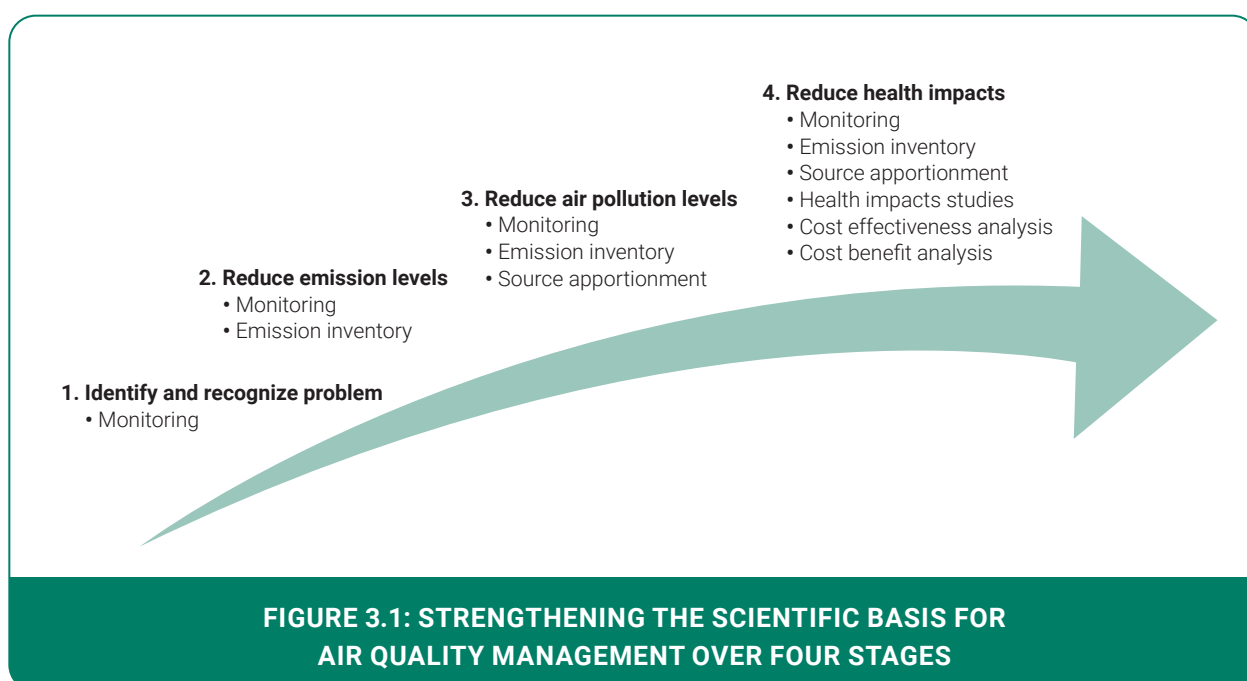 1. Identify and recognize problem
• Monitoring
2. Reduce emission levels
• Monitoring
• Emission inventory
3. Reduce air pollution levels
• Monitoring
• Emission inventory
• Source apportionment
4. Reduce health impacts
• Monitoring
• Emission inventory
• Source apportionment
• Health impacts studies
• Cost effectiveness analysis
• Cost benefit analysis
FIGURE 3.1: STRENGTHENING THE SCIENTIFIC BASIS FOR
AIR QUALITY MANAGEMENT OVER FOUR STAGES